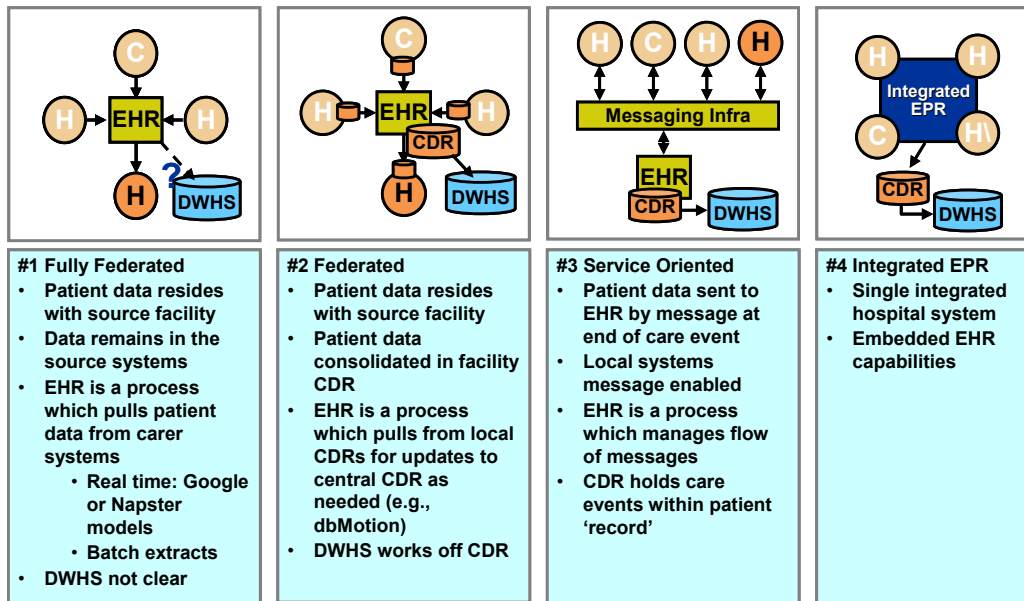 C
H
EHR
H
?
H
DWHS
C
H
EHR
H
CDR
H
DWHS
H
C
H
H
Messaging Infra
EHR
CDR
DWHS
H
H
Integrated
EPR
C
H\
CDR
DWHS
#1 Fully Federated
• Patient data resides
with source facility
• Data remains in the
source systems
• EHR is a process
which pulls patient
data from carer
systems
• Real time: Google
or Napster
models
• Batch extracts
• DWHS not clear
#2 Federated
• Patient data resides
with source facility
• Patient data
consolidated in facility
CDR
• EHR is a process
which pulls from local
CDRs for updates to
central CDR as
needed (e.g.,
dbMotion)
• DWHS works off CDR
#3 Service Oriented
• Patient data sent to
EHR by message at
end of care event
• Local systems
message enabled
• EHR is a process
which manages flow
of messages
• CDR holds care
events within patient
‘record’
#4 Integrated EPR
• Single integrated
hospital system
• Embedded EHR
capabilities